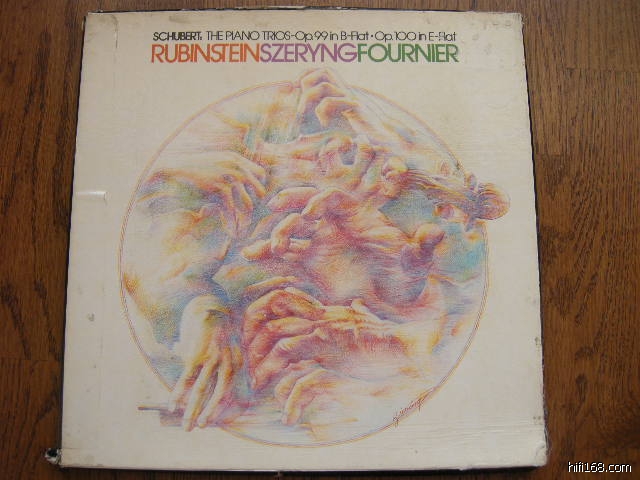 SCHUBERT, THE PIANO TRIOS-Op.99 in B-Flat • Op.100 in E-Flat
RUBINSTEINSZERYNGFOURNIER
hifi168.com